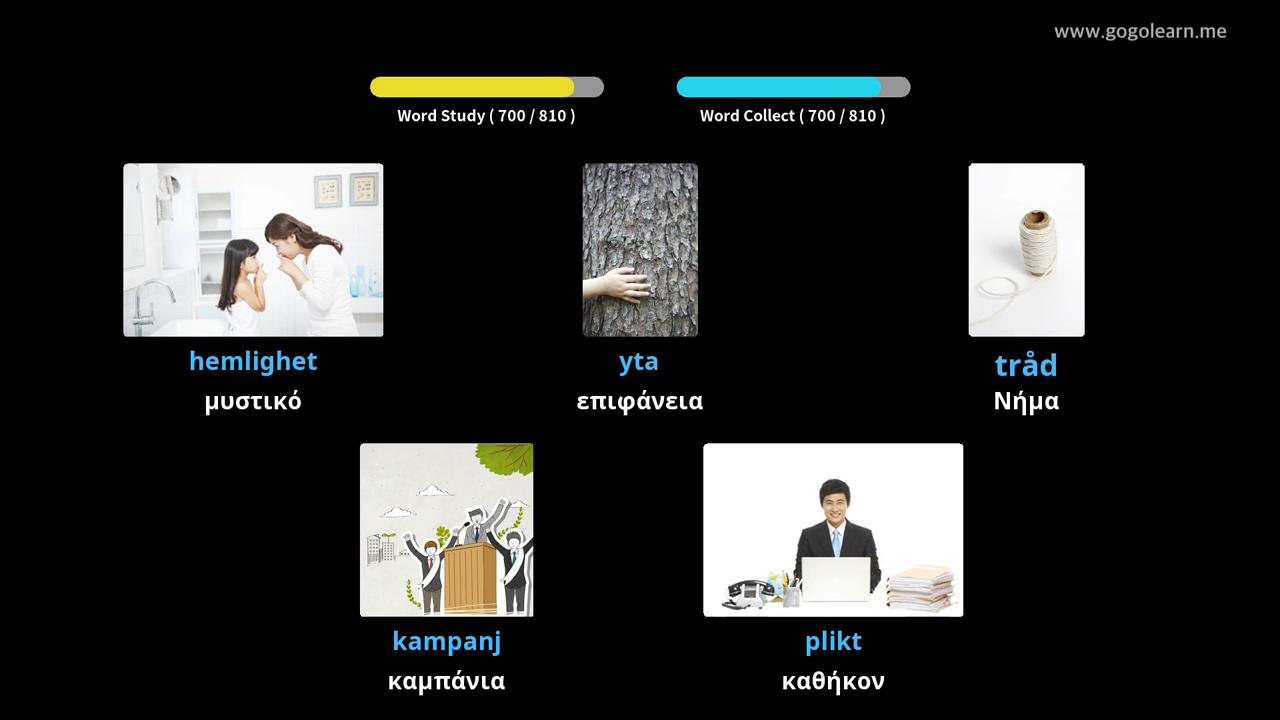 www.gogolearn.me
Word Study ( 700 / 810 )
Word Collect ( 700 / 810 )
hemlighet
μυστικό
yta
επιφάνεια
tråd
Νήμα
kampanj
καμπάνια
plikt
καθήκον